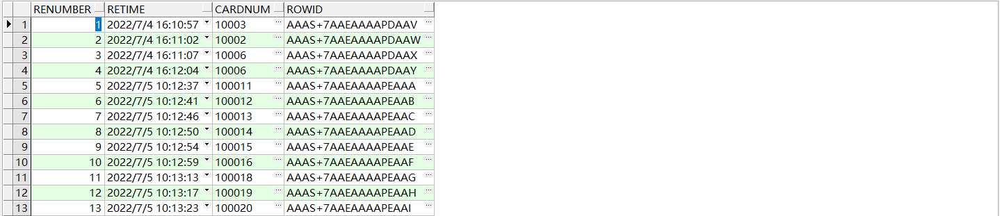 RENUMBER RETIME CARDNUM ROWID
1 1 2022/7/4 16:10:57 10003 AAAS+7AAEAAAAPDAAV
2 2 2022/7/4 16:11:02 10002 AAAS+7AAEAAAAPDAAW
3 3 2022/7/4 16:11:07 10006 AAAS+7AAEAAAAPDAAX
4 4 2022/7/4 16:12:04 10006 AAAS+7AAEAAAAPDAAY
5 5 2022/7/5 10:12:37 100011 AAAS+7AAEAAAAPEAAA
6 6 2022/7/5 10:12:41 100012 AAAS+7AAEAAAAPEAAB
7 7 2022/7/5 10:12:46 100013 AAAS+7AAEAAAAPEAAC
8 8 2022/7/5 10:12:50 100014 AAAS+7AAEAAAAPEAAD
9 9 2022/7/5 10:12:54 100015 AAAS+7AAEAAAAPEAAE
10 10 2022/7/5 10:12:59 100016 AAAS+7AAEAAAAPEAAF
11 11 2022/7/5 10:13:13 100018 AAAS+7AAEAAAAPEAAG
12 12 2022/7/5 10:13:17 100019 AAAS+7AAEAAAAPEAAH
13 13 2022/7/5 10:13:23 100020 AAAS+7AAEAAAAPEAAI